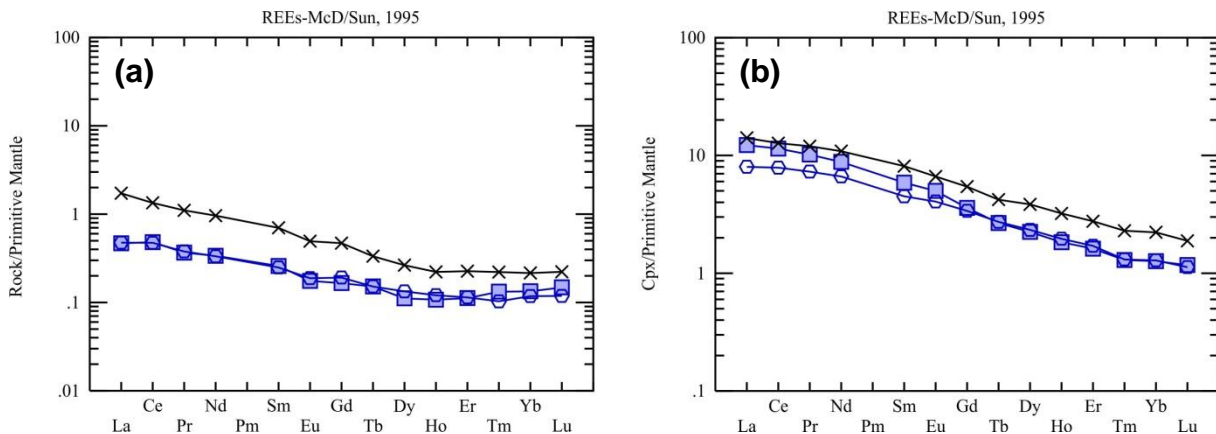 REEs-McD/Sun, 1995
(a)
Rock/Primitive Mantle
100
10
1
.1
.01
Ce Nd Sm Gd Dy Er Yb
La Pr Pm Eu Tb Ho Tm Lu
REEs-McD/Sun, 1995
(b)
Cpx/Primitive Mantle
100
10
1
.1
Ce Nd Sm Gd Dy Er Yb
La Pr Pm Eu Tb Ho Tm Lu